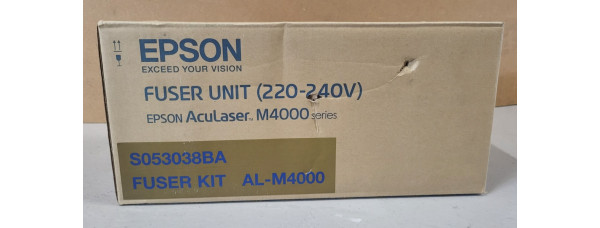 EPSON
EXCEED YOUR VISION
FUSER UNIT (220-240V)
EPSON AcuLaser M4000 series
S053038BA
FUSER KIT AL-M4000